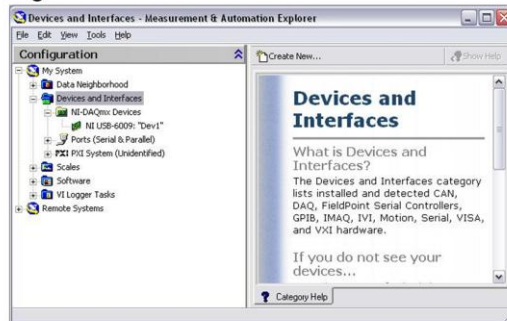 Devices and Interfaces - Measurement & Automation Explorer
File Edit View Tools Help
Configuration
My System
Data Neighborhood
Devices and Interfaces
NI-DAQmx Devices
NI USB-6009: "Dev1"
Ports (Serial & Parallel)
PXI PXI System (Unidentified)
Scales
Software
VI Logger Tasks
Remote Systems
Create New...
Show Help
Devices and
Interfaces
What is Devices and
Interfaces?
The Devices and Interfaces category
lists installed and detected CAN,
DAQ, FieldPoint Serial Controllers,
GPIB, IMAQ, IVI, Motion, Serial, VISA,
and VXI hardware.
If you do not see your
devices...
Category Help